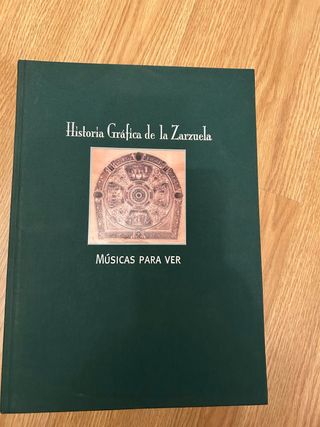 Historia Gráfica de la Zarzuela
MÚSICAS PARA VER